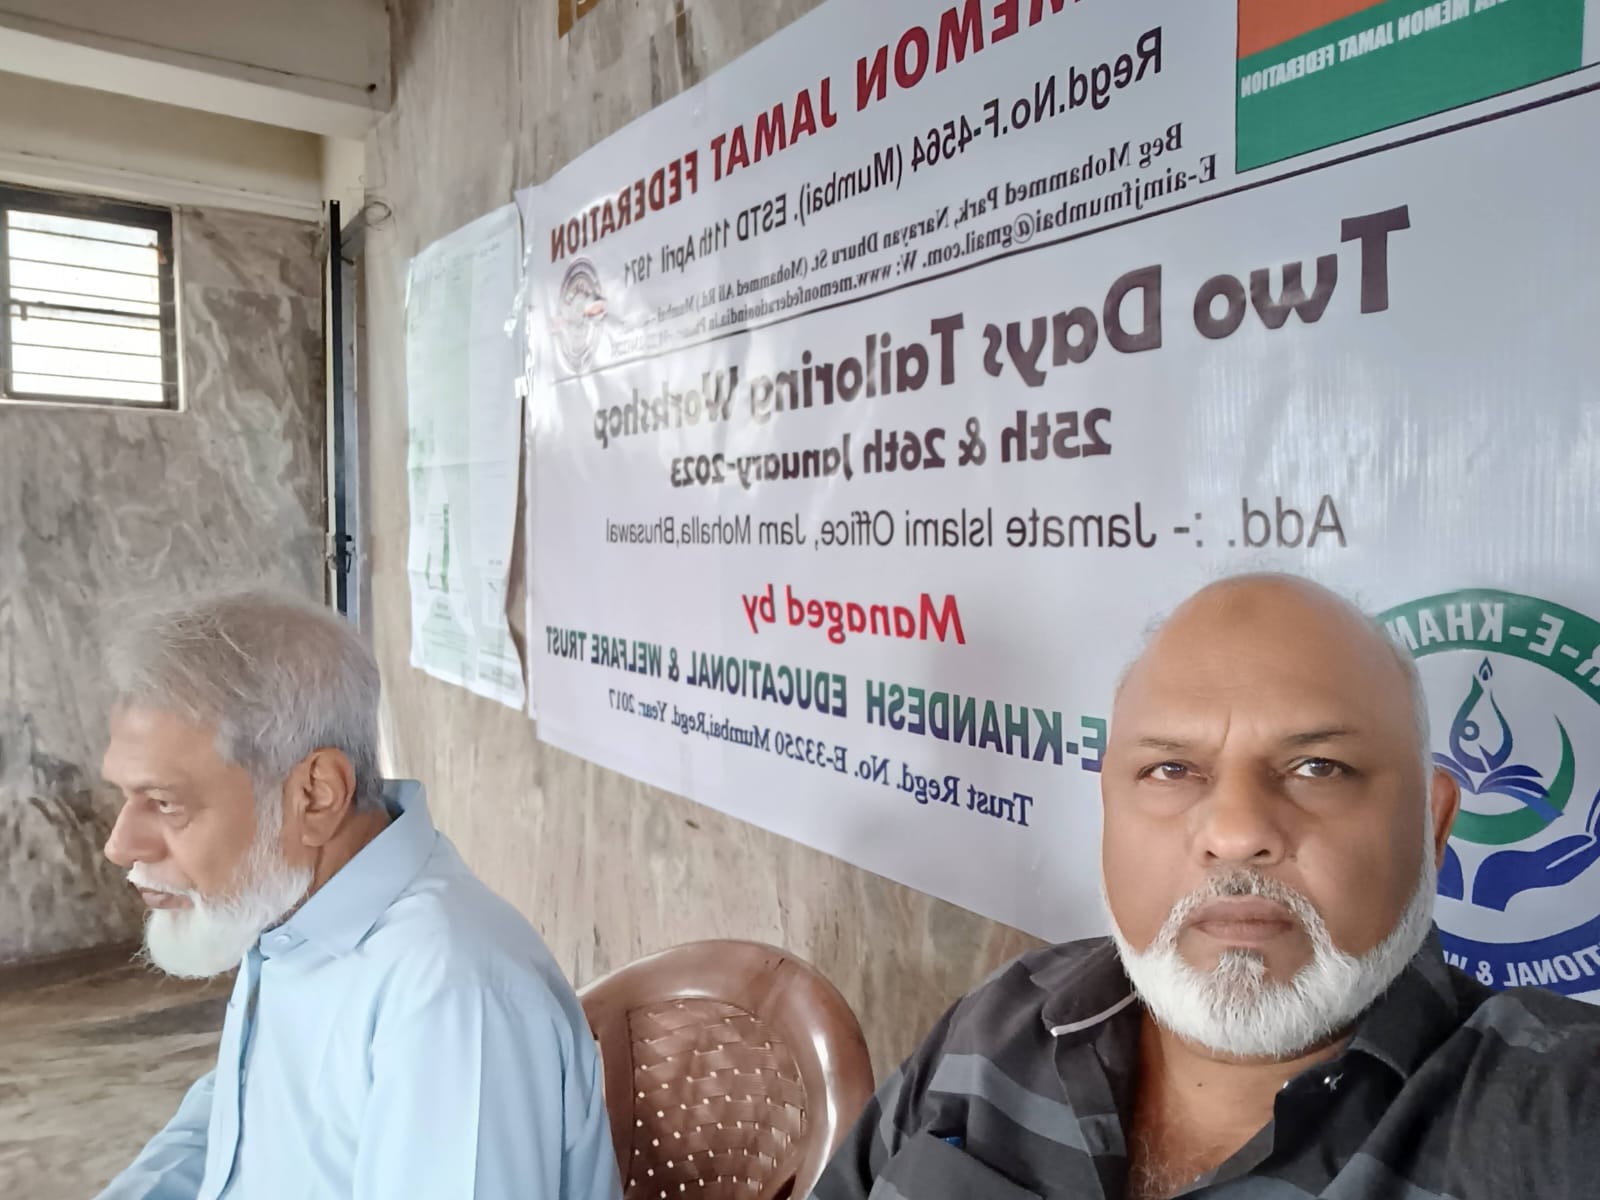 MEMON JAMAT FEDERATION
Regd.No.F-4564 (Mumbai). ESTD 11th April 1971
Beg Mohammed Park, Narayan Dhuru St. (Mohammed Ali Rd.) Mumbai
E-aimjfmumbai@gmail.com. W: www.memonfederationindia.in
MEMON JAMAT FEDERATION
Two Days Tailoring Workshop
25th & 26th January-2023
Add. :- Jamate Islami Office, Jam Mohalla,Bhusawal
Managed by
E-KHANDESH EDUCATIONAL & WELFARE TRUST
Trust Regd. No. E-33250 Mumbai,Regd. Year: 2017
R-E-KHAN
TIONAL & W